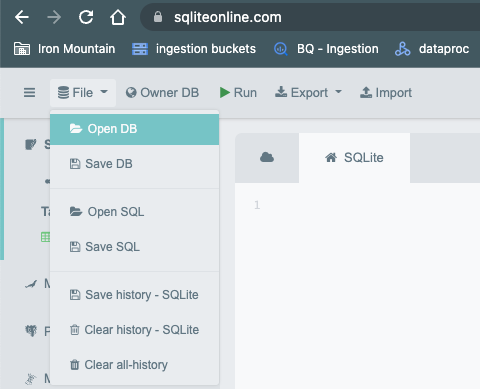 sqliteonline.com
Iron Mountain ingestion buckets BQ - Ingestion dataproc
File Owner DB Run Export Import
Open DB
Save DB
Open SQL
Save SQL
Save history - SQLite
Clear history - SQLite
Clear all-history
S
Ta
M
P
M
SQLite
1